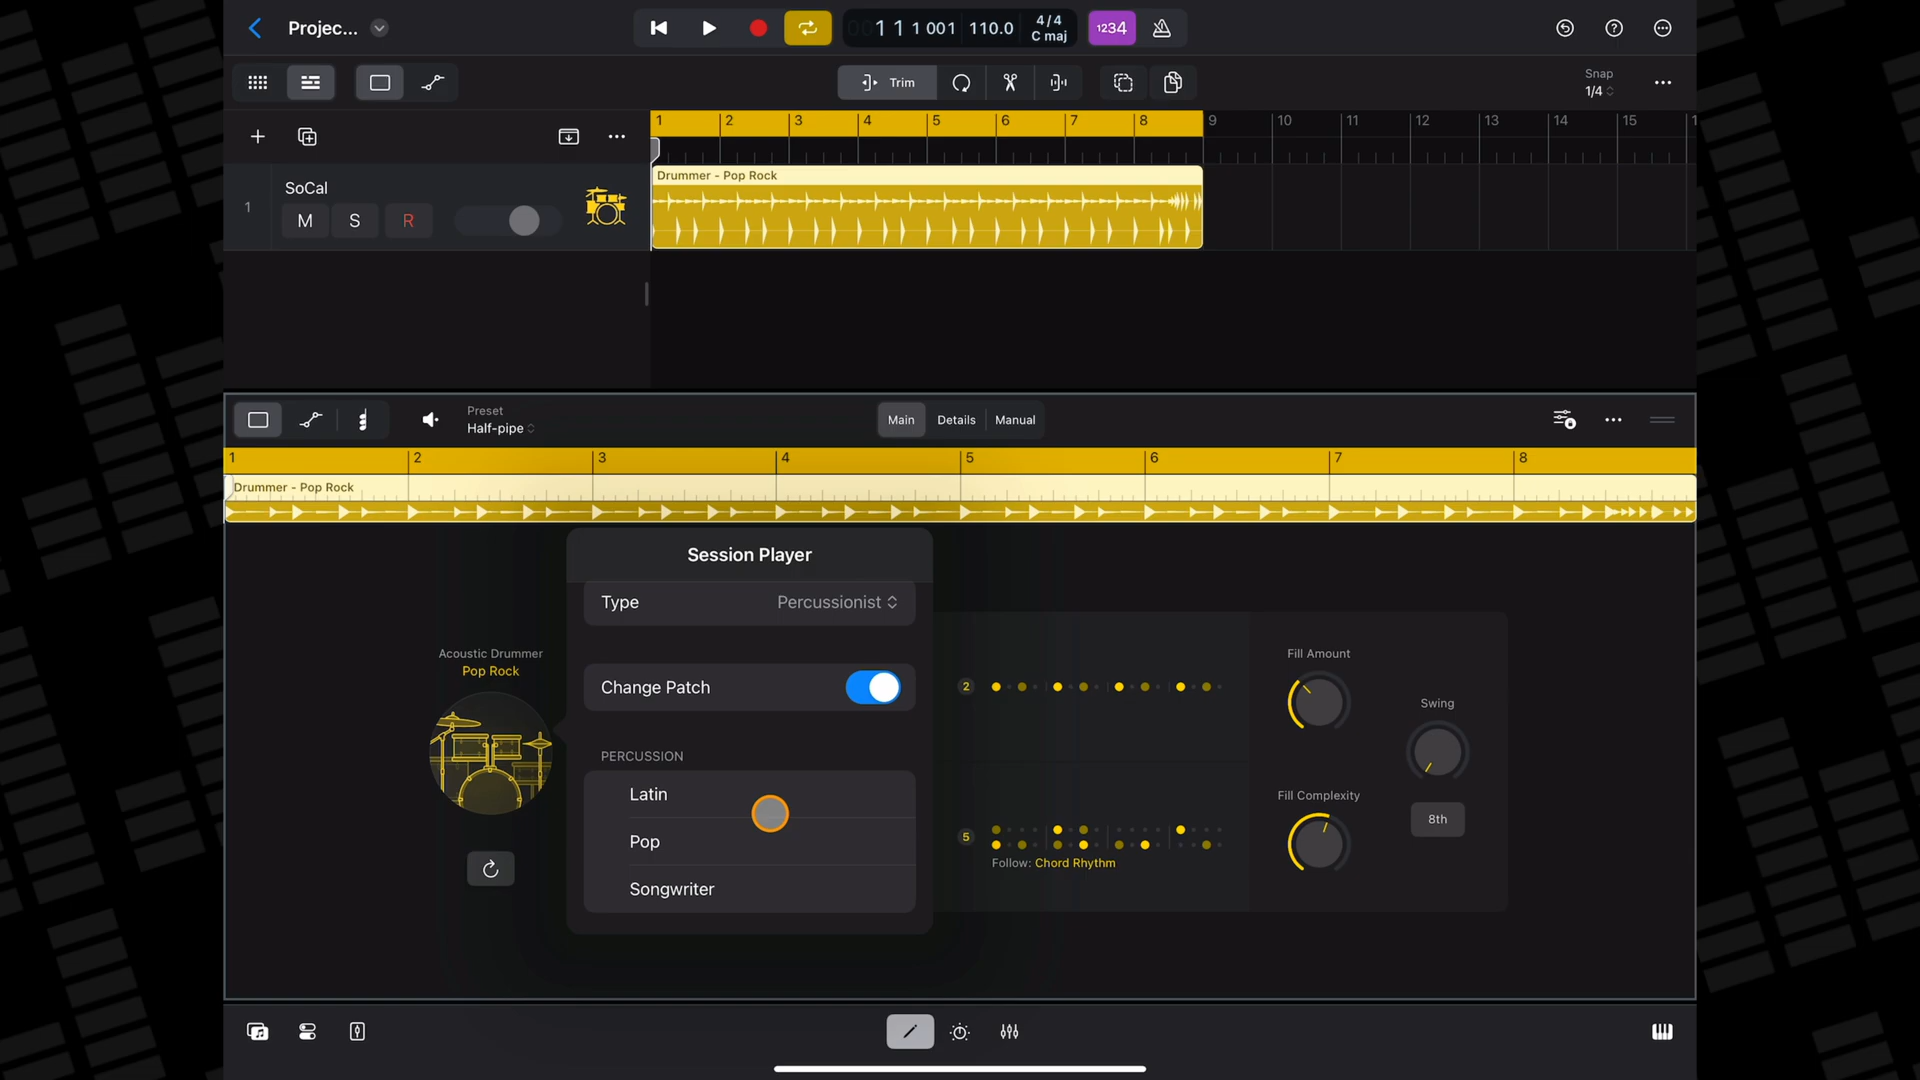 Projec...
1 1 1 001
110.0
4/4
C maj
1234
Trim
Snap
1/4
1 2 3 4 5 6 7 8 9 10 11 12 13 14 15 1
Drummer - Pop Rock
1
SoCal
M S R
Preset
Half-pipe
Main Details Manual
1 2 3 4 5 6 7 8
Drummer - Pop Rock
Session Player
Type Percussionist
Acoustic Drummer
Pop Rock
Change Patch
PERCUSSION
Latin
Pop
Songwriter
2
5
Follow: Chord Rhythm
Fill Amount
Swing
Fill Complexity
8th